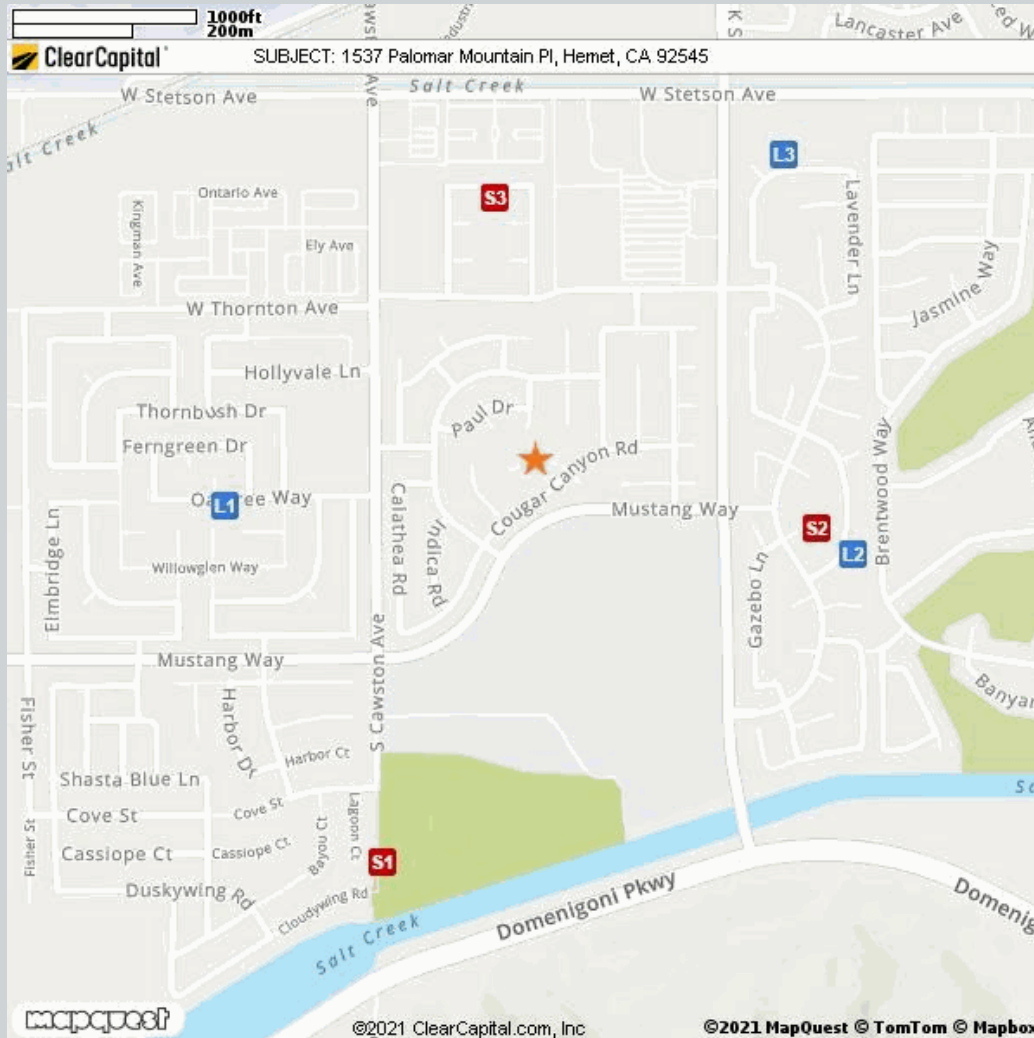 1000ft
200m
Lancaster Ave
ClearCapital
SUBJECT: 1537 Palomar Mountain Pl, Hemet, CA 92545
Salt Creek
W Stetson Ave
Ave
W Stetson Ave
Salt Creek
L3
Ontario Ave
S3
Kingman Ave
Lavender Ln
Ely Ave
Jasmine Way
W Thornton Ave
Hollyvale Ln
Thornbush Dr
Paul Dr
Ferngreen Dr
Cougar Canyon Rd
Brentwood Way
L1
Way
Calathea Rd
Indica Rd
Mustang Way
S2
L2
Elmbridge Ln
Willowglen Way
Gazebo Ln
S Cawston Ave
Mustang Way
Fisher St
Harbor Dr
Harbor Ct
Shasta Blue Ln
Cove St
Cove St
Lagoon Ct
Bayou Ct
Fisher St
Cassiope Ct
Cassiope Ct
S1
Duskywing Rd
Cloudywing Rd
Domenigoni Pkwy
Salt Creek
mapquest
©2021 ClearCapital.com, Inc
©2021 MapQuest © TomTom © Mapbox